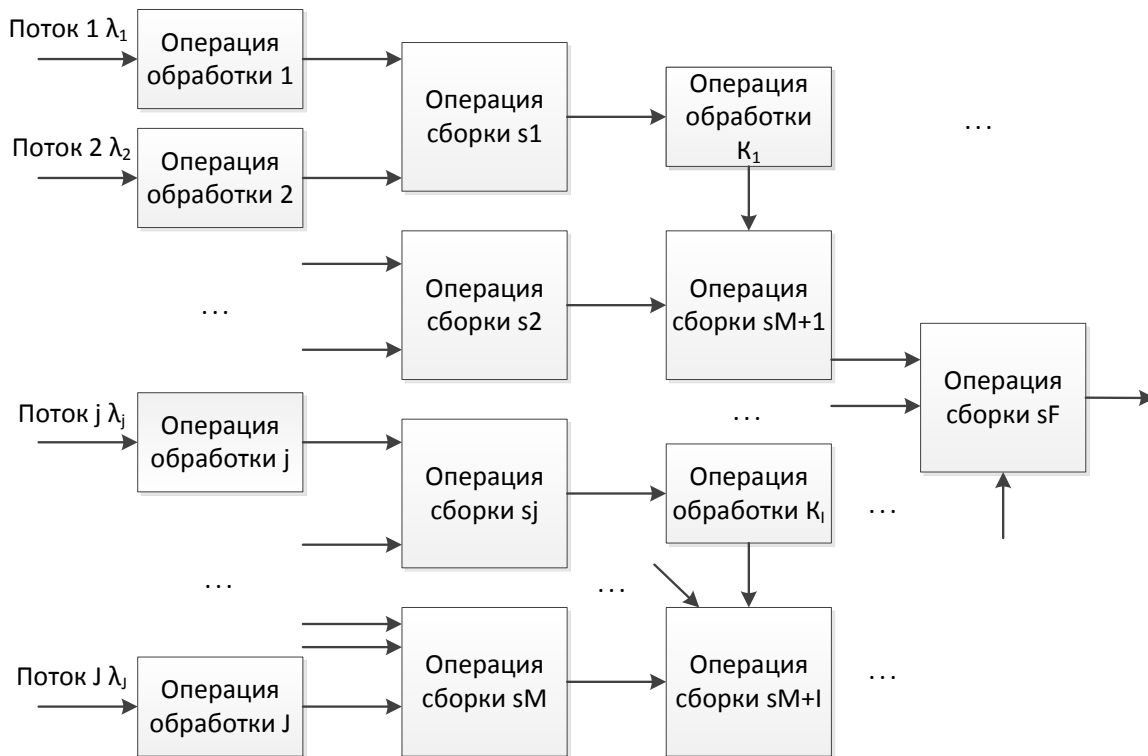 Поток 1 λ₁
Операция
обработки 1
Операция
сборки s1
Операция
обработки
К₁
. . .
Поток 2 λ₂
Операция
обработки 2
. . .
Операция
сборки s2
Операция
сборки sM+1
Операция
сборки sF
Поток j λⱼ
Операция
обработки j
Операция
сборки sj
. . .
Операция
обработки Кₗ
. . .
. . .
. . .
Поток J λJ
Операция
обработки J
Операция
сборки sM
Операция
сборки sM+I
. . .